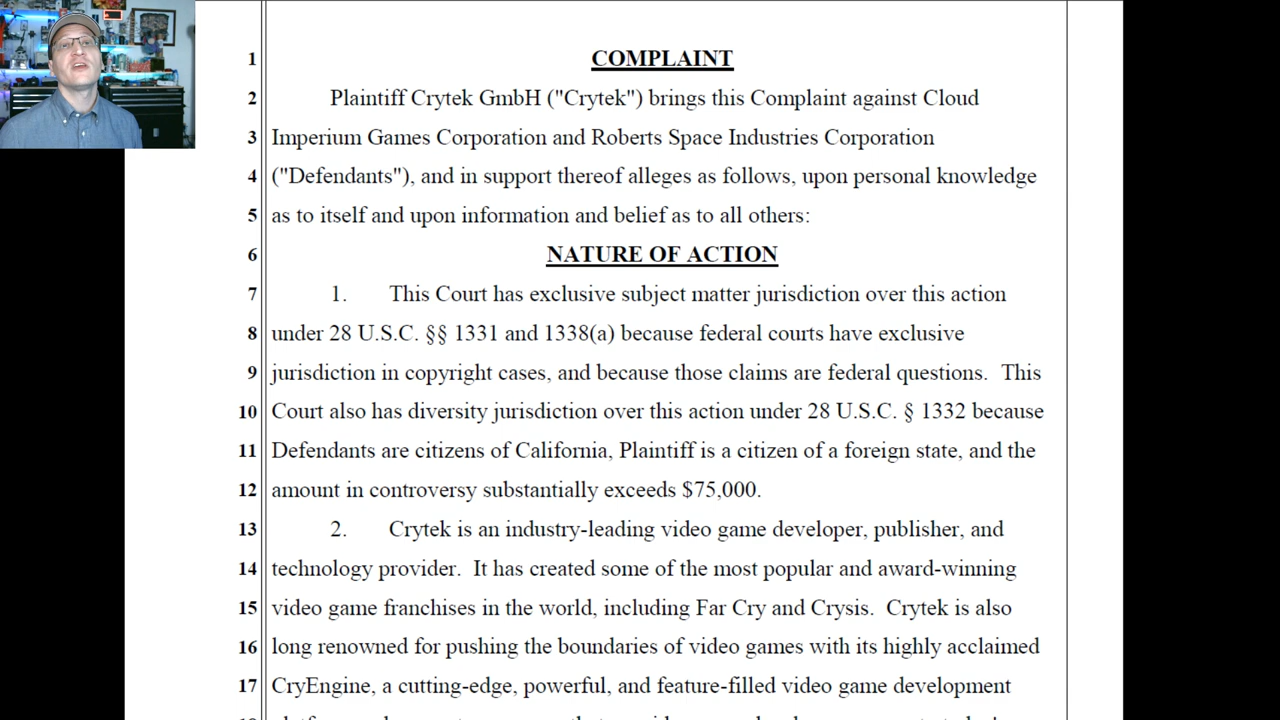 1 COMPLAINT
2 Plaintiff Crytek GmbH ("Crytek") brings this Complaint against Cloud
3 Imperium Games Corporation and Roberts Space Industries Corporation
4 ("Defendants"), and in support thereof alleges as follows, upon personal knowledge
5 as to itself and upon information and belief as to all others:
6 NATURE OF ACTION
7 1. This Court has exclusive subject matter jurisdiction over this action
8 under 28 U.S.C. §§ 1331 and 1338(a) because federal courts have exclusive
9 jurisdiction in copyright cases, and because those claims are federal questions. This
10 Court also has diversity jurisdiction over this action under 28 U.S.C. § 1332 because
11 Defendants are citizens of California, Plaintiff is a citizen of a foreign state, and the
12 amount in controversy substantially exceeds $75,000.
13 2. Crytek is an industry-leading video game developer, publisher, and
14 technology provider. It has created some of the most popular and award-winning
15 video game franchises in the world, including Far Cry and Crysis. Crytek is also
16 long renowned for pushing the boundaries of video games with its highly acclaimed
17 CryEngine, a cutting-edge, powerful, and feature-filled video game development